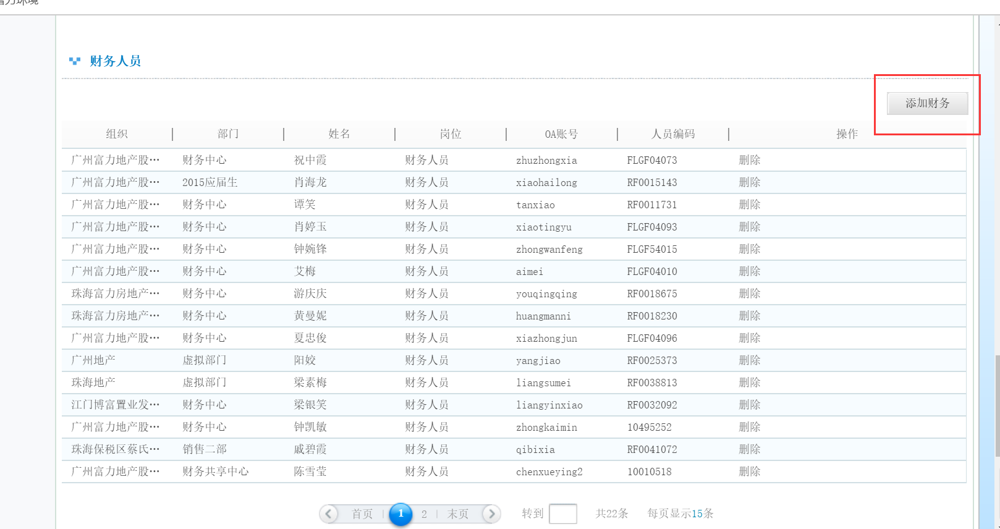 财务人员
添加财务
组织 部门 姓名 岗位 OA账号 人员编码 操作
广州富力地产股… 财务中心 祝中霞 财务人员 zhuzhongxia FLGF04073 删除
广州富力地产股… 2015应届生 肖海龙 财务人员 xiaohailong RF0015143 删除
广州富力地产股… 财务中心 谭笑 财务人员 tanxiao RF0011731 删除
广州富力地产股… 财务中心 肖婷玉 财务人员 xiaotingyu FLGF04093 删除
广州富力地产股… 财务中心 钟婉锋 财务人员 zhongwanfeng FLGF54015 删除
广州富力地产股… 财务中心 艾梅 财务人员 aimei FLGF04010 删除
珠海富力房地产… 财务中心 游庆庆 财务人员 youqingqing RF0018675 删除
珠海富力房地产… 财务中心 黄曼妮 财务人员 huangmanni RF0018230 删除
广州富力地产股… 财务中心 夏忠俊 财务人员 xiazhongjun FLGF04096 删除
广州地产 虚拟部门 阳姣 财务人员 yangjiao RF0025373 删除
珠海地产 虚拟部门 梁素梅 财务人员 liangsumei RF0038813 删除
江门博富置业发… 财务中心 梁银笑 财务人员 liangyinxiao RF0032092 删除
广州富力地产股… 财务中心 钟凯敏 财务人员 zhongkaimin 10495252 删除
珠海保税区蔡氏… 销售二部 戚碧霞 财务人员 qibixia RF0041072 删除
广州富力地产股… 财务共享中心 陈雪莹 财务人员 chenxueying2 10010518 删除
首页 1 2 末页 转到 共22条 每页显示15条